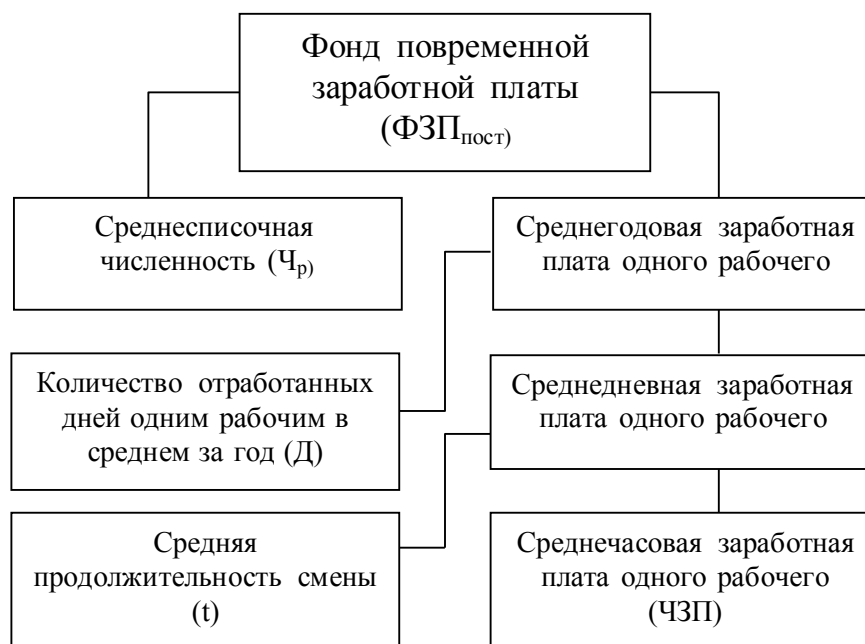 Фонд повременной
заработной платы
(ФЗПпост)
Среднесписочная
численность (Чр)
Среднегодовая заработная
плата одного рабочего
Количество отработанных
дней одним рабочим в
среднем за год (Д)
Среднедневная заработная
плата одного рабочего
Средняя
продолжительность смены
(t)
Среднечасовая заработная
плата одного рабочего
(ЧЗП)